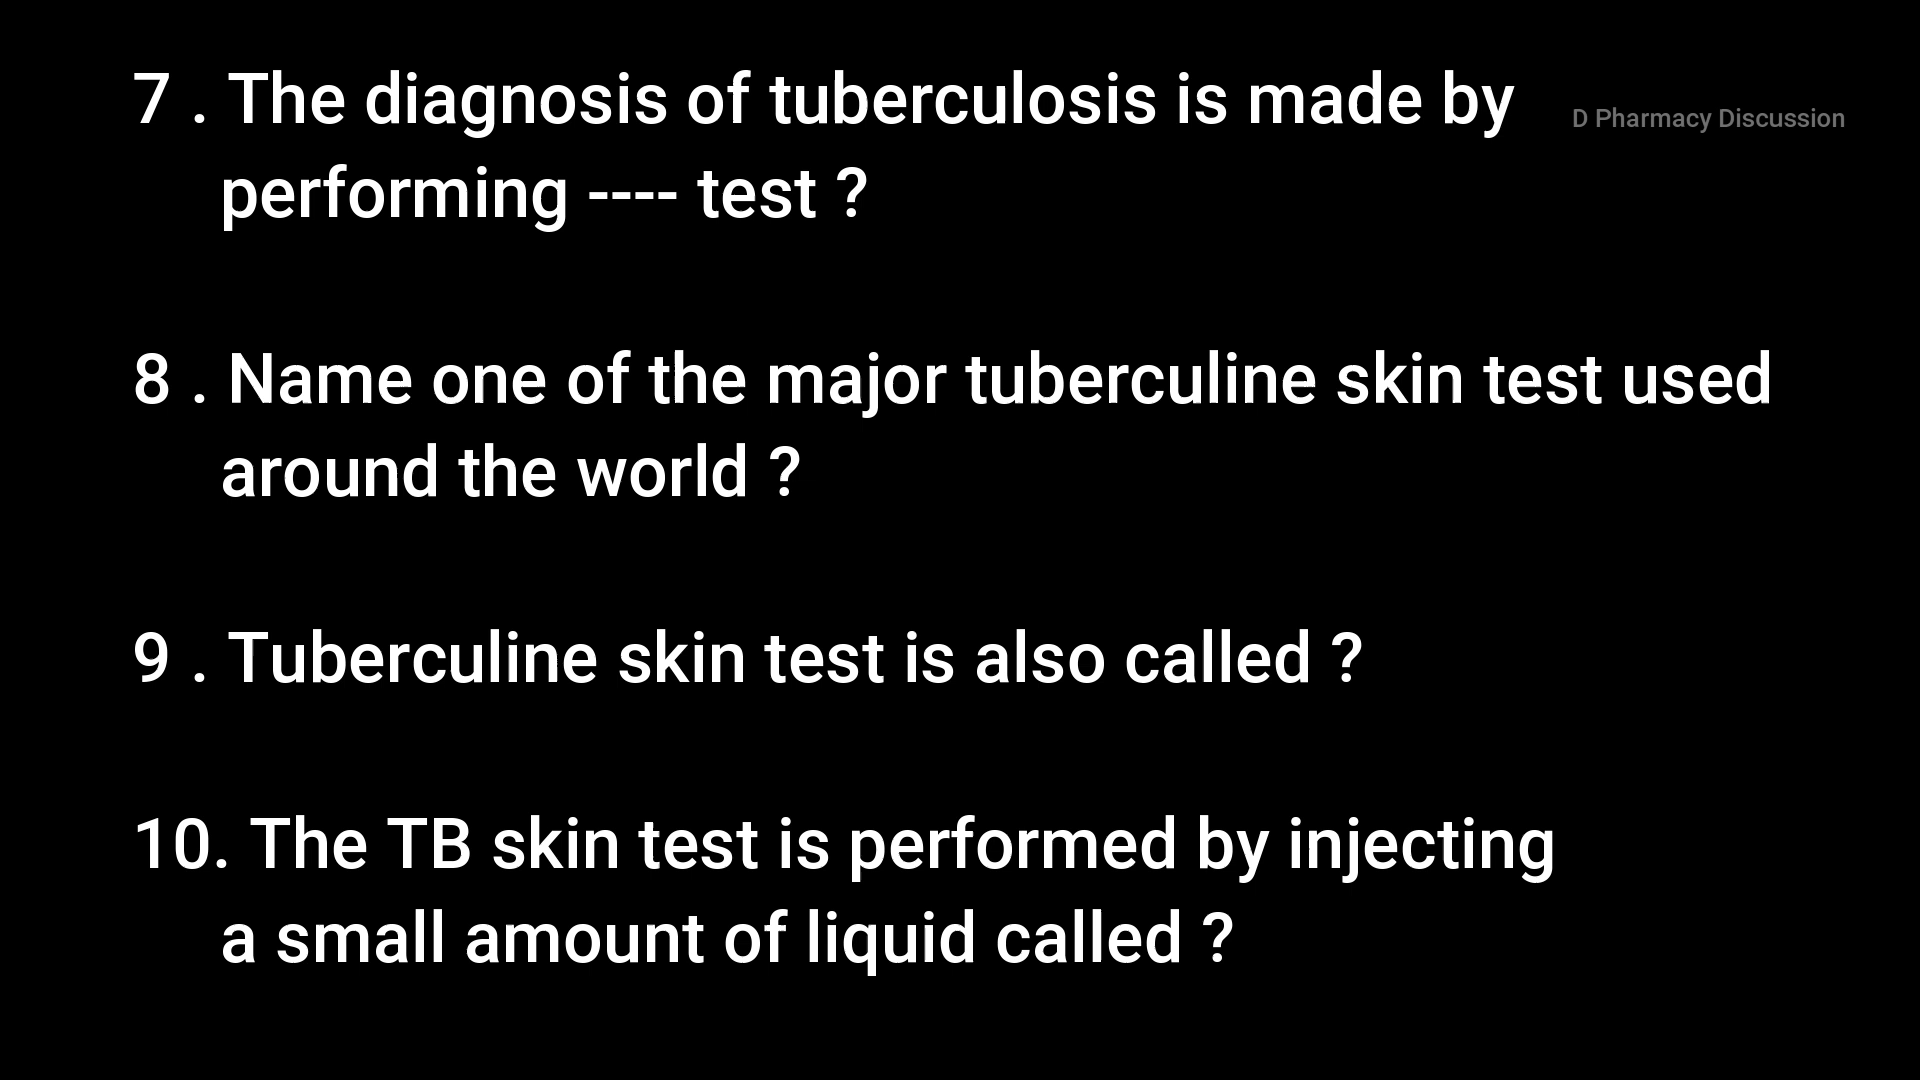 7 . The diagnosis of tuberculosis is made by
D Pharmacy Discussion
performing ---- test ?
8 . Name one of the major tuberculine skin test used
around the world ?
9 . Tuberculine skin test is also called ?
10. The TB skin test is performed by injecting
a small amount of liquid called ?